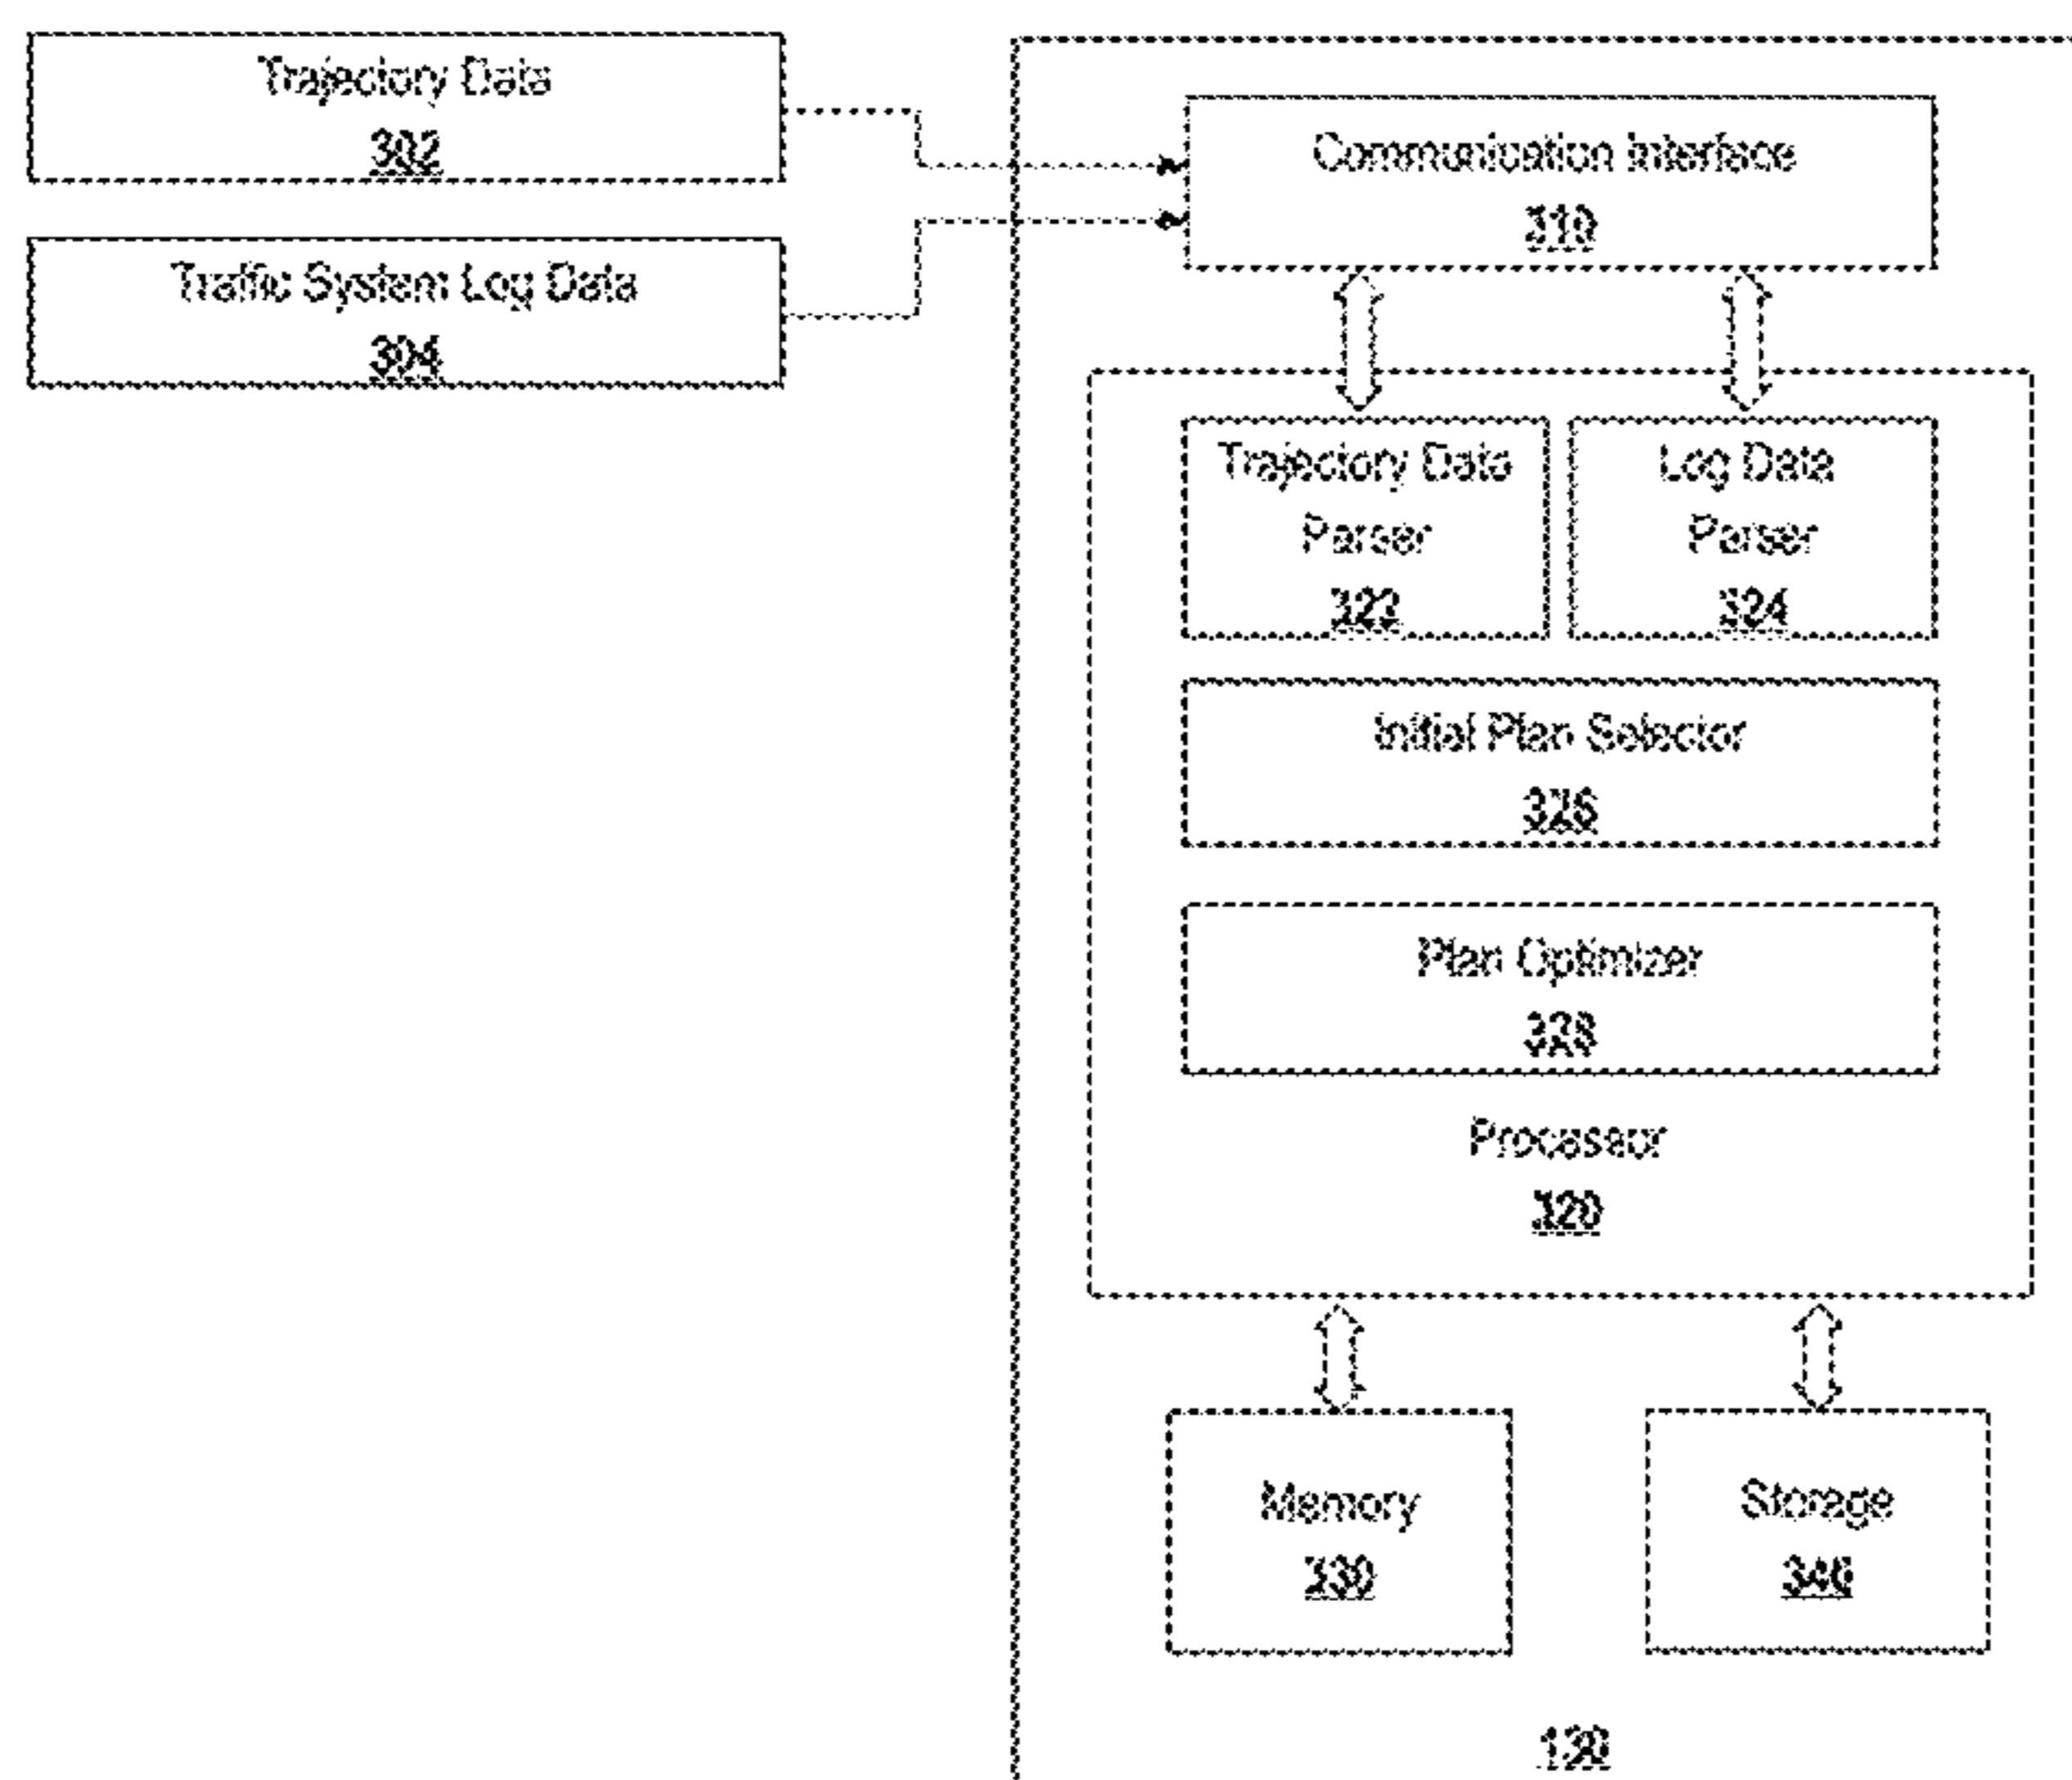 Trajectory Data
302
Traffic System Log Data
304
Communication Interface
310
Trajectory Data
Parser
322
Log Data
Parser
324
Initial Plan Selector
326
Plan Optimizer
328
Processor
320
Memory
330
Storage
340